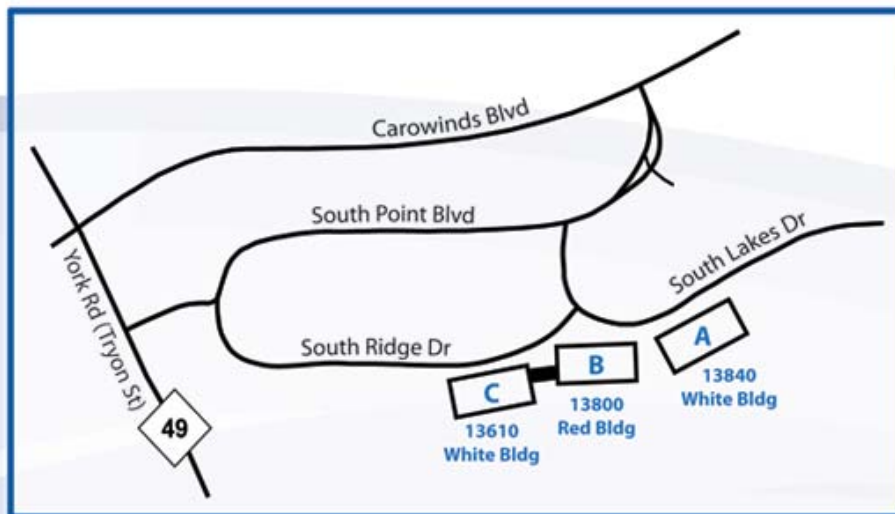 Carowinds Blvd
South Point Blvd
South Lakes Dr
York Rd (Tryon St)
South Ridge Dr
A
B
C
13840
White Bldg
13800
Red Bldg
13610
White Bldg
49